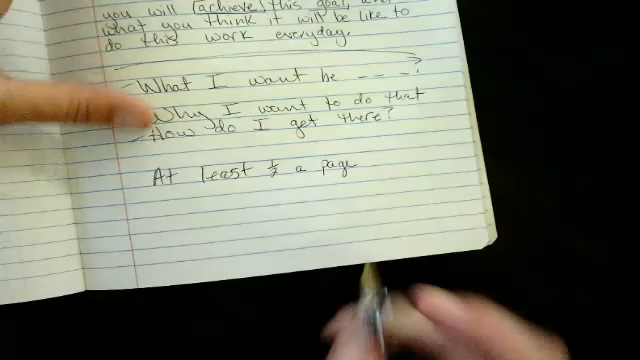 you will (achieve) this goal, and
what you think it will be like to
do this work everyday.
- What I want be - - - .
- Why I want to do that
- How do I get there?
At least ½ a page